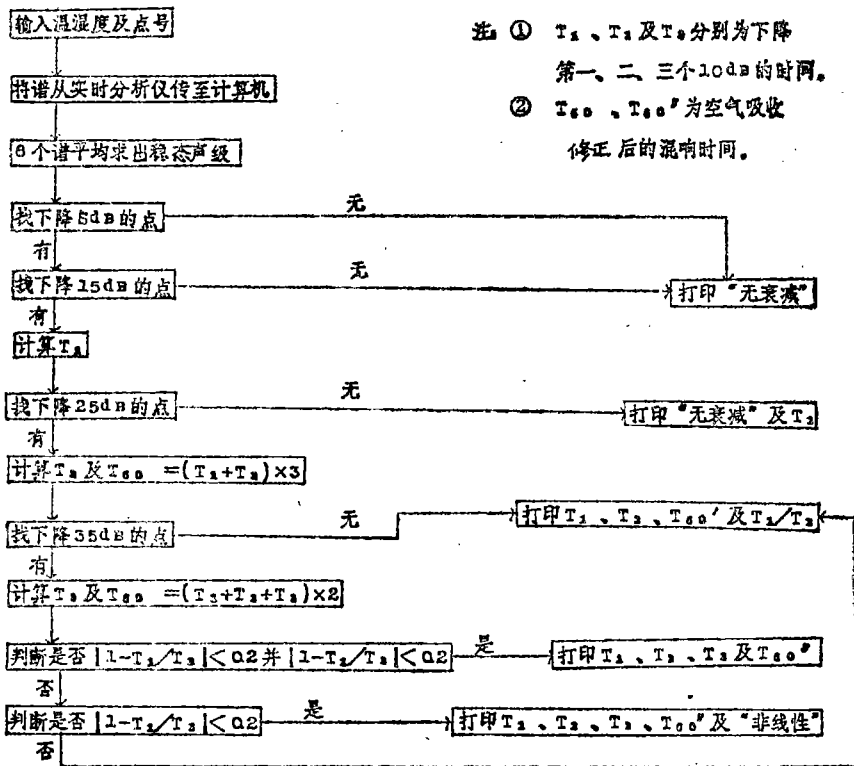 输入温湿度及点号
将谱从实时分析仪传至计算机
6个谱平均求出稳态声级
找下降5dB的点
无
有
找下降15dB的点
无
打印“无衰减”
有
计算T₁
找下降25dB的点
无
打印“无衰减”及T₁
有
计算T₂及T₆₀ =(T₁+T₂)×3
找下降35dB的点
无
打印T₁、T₂、T₆₀′及T₁/T₂
有
计算T₃及T₆₀ =(T₁+T₂+T₃)×2
判断是否|1-T₁/T₂|<0.2并|1-T₂/T₃|<0.2
是
打印T₁、T₂、T₃及T₆₀″
否
判断是否|1-T₁/T₂|<0.2
是
打印T₁、T₂、T₃、T₆₀′及“非线性”
否
注 ① T₁、T₂及T₃分别为下降
第一、二、三个10dB的时间。
② T₆₀、T₆₀″为空气吸收
修正后的混响时间。